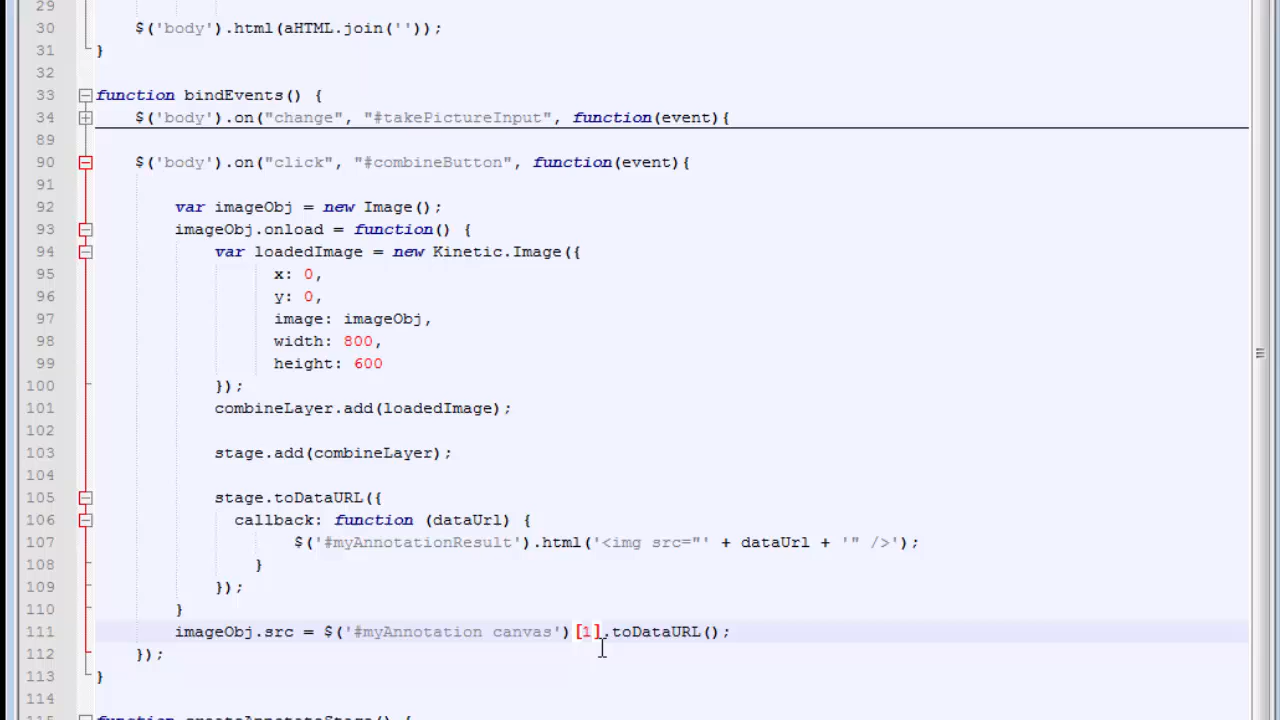 29
30 $('body').html(aHTML.join(''));
31 }
32
33 function bindEvents() {
34 $('body').on("change", "#takePictureInput", function(event){
89
90 $('body').on("click", "#combineButton", function(event){
91
92 var imageObj = new Image();
93 imageObj.onload = function() {
94 var loadedImage = new Kinetic.Image({
95 x: 0,
96 y: 0,
97 image: imageObj,
98 width: 800,
99 height: 600
100 });
101 combineLayer.add(loadedImage);
102
103 stage.add(combineLayer);
104
105 stage.toDataURL({
106 callback: function (dataUrl) {
107 $('#myAnnotationResult').html('<img src="' + dataUrl + '" />');
108 }
109 });
110 }
111 imageObj.src = $('#myAnnotation canvas')[1].toDataURL();
112 });
113 }
114
115 function createAnnotateStage() {